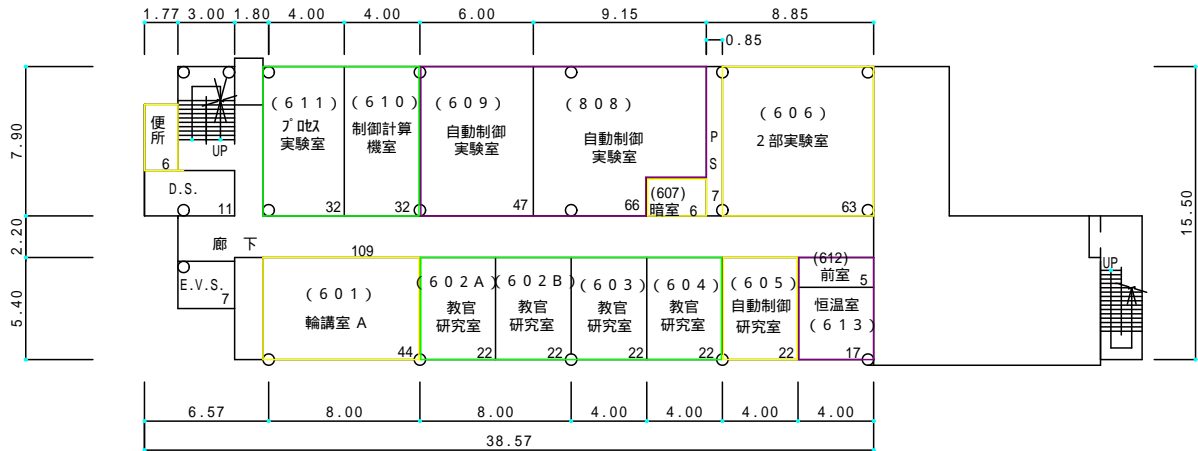 1.77 3.00 1.80 4.00 4.00 6.00 9.15 8.85
0.85
7.90
2.20
5.40
15.50
便所
6
UP
D.S.
11
(611)
プロセス
実験室
32
(610)
制御計算
機室
32
(609)
自動制御
実験室
47
(808)
自動制御
実験室
66
(607)
暗室
6
PS
7
(606)
2部実験室
63
廊下
109
E.V.S.
7
(601)
輪講室A
44
(602A)
教官
研究室
22
(602B)
教官
研究室
22
(603)
教官
研究室
22
(604)
教官
研究室
22
(605)
自動制御
研究室
22
(612)
前室
5
恒温室
(613)
17
UP
6.57 8.00 8.00 4.00 4.00 4.00 4.00
38.57